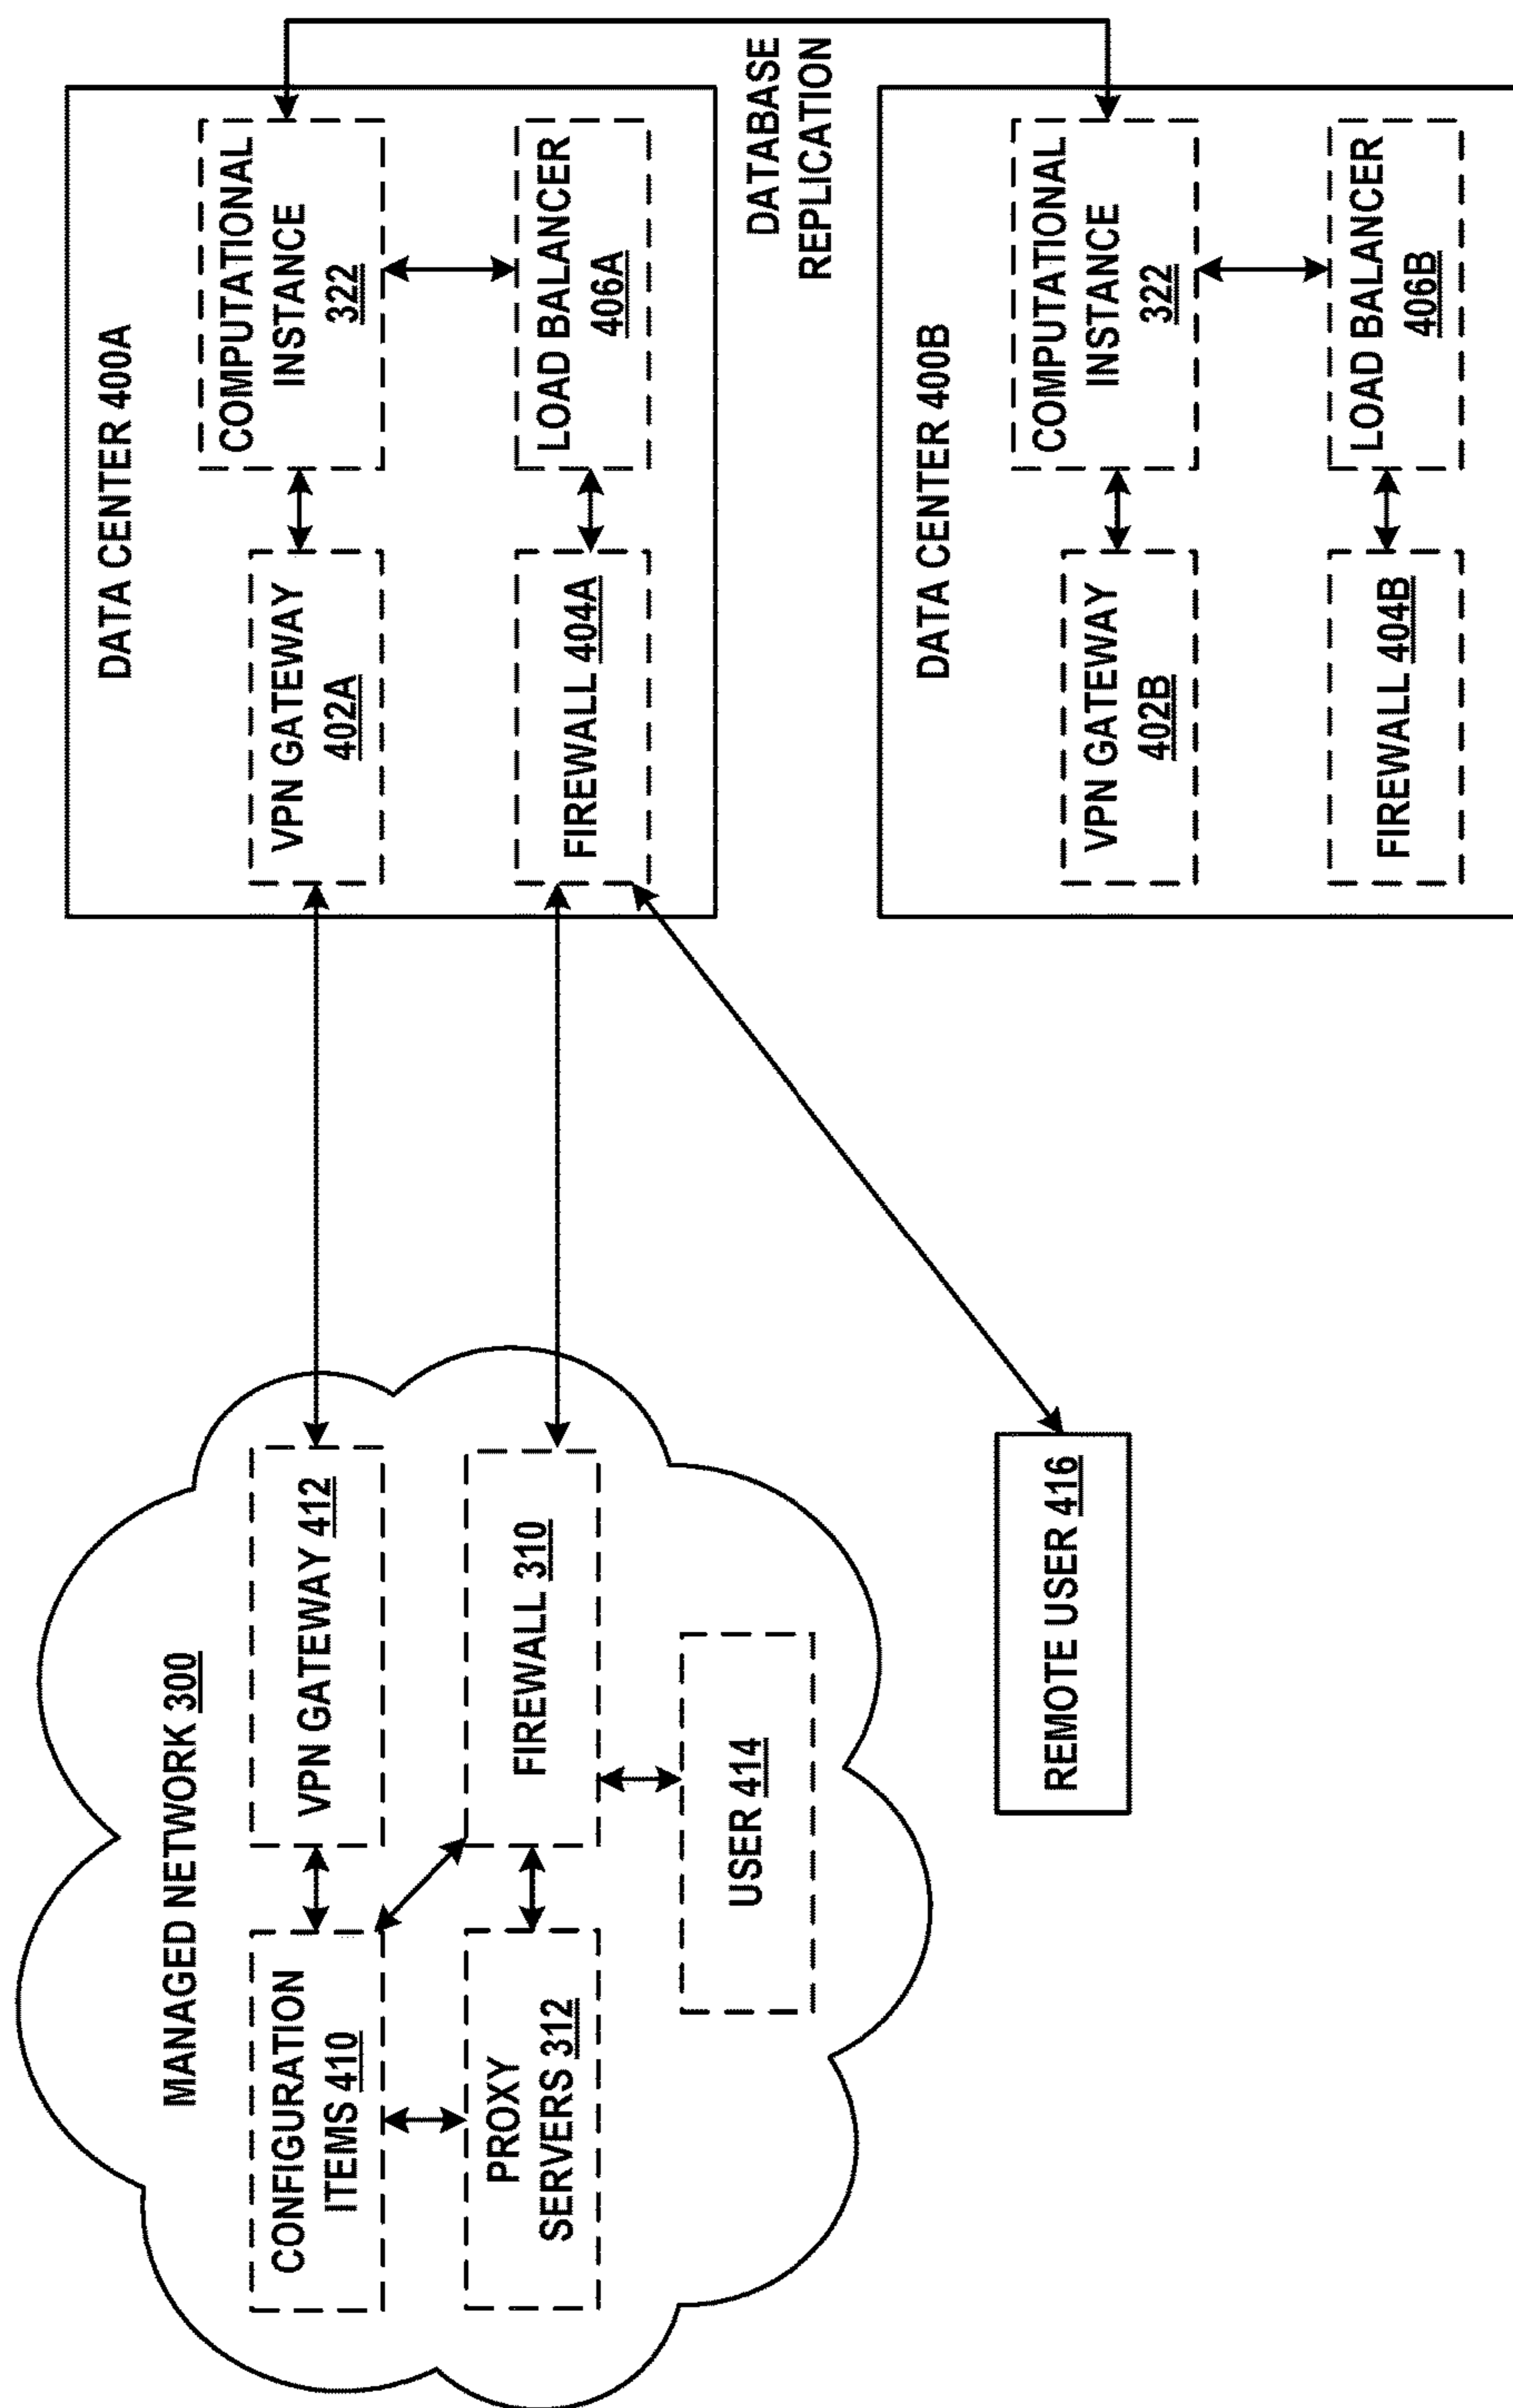 MANAGED NETWORK 300
CONFIGURATION
ITEMS 410
VPN GATEWAY 412
PROXY
SERVERS 312
FIREWALL 310
USER 414
REMOTE USER 416
DATA CENTER 400A
VPN GATEWAY
402A
COMPUTATIONAL
INSTANCE
322
FIREWALL 404A
LOAD BALANCER
406A
DATABASE
REPLICATION
DATA CENTER 400B
VPN GATEWAY
402B
COMPUTATIONAL
INSTANCE
322
FIREWALL 404B
LOAD BALANCER
406B